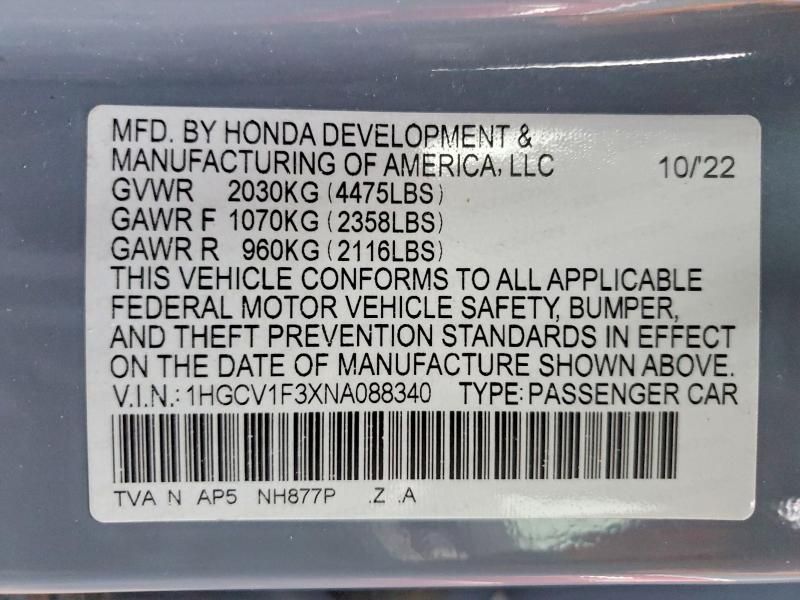 MFD. BY HONDA DEVELOPMENT &
MANUFACTURING OF AMERICA, LLC 10/'22
GVWR 2030KG (4475LBS)
GAWR F 1070KG (2358LBS)
GAWR R 960KG (2116LBS)
THIS VEHICLE CONFORMS TO ALL APPLICABLE
FEDERAL MOTOR VEHICLE SAFETY, BUMPER,
AND THEFT PREVENTION STANDARDS IN EFFECT
ON THE DATE OF MANUFACTURE SHOWN ABOVE.
V.I.N.: 1HGCV1F3XNA088340 TYPE: PASSENGER CAR
TVA N AP5 NH877P .Z .A